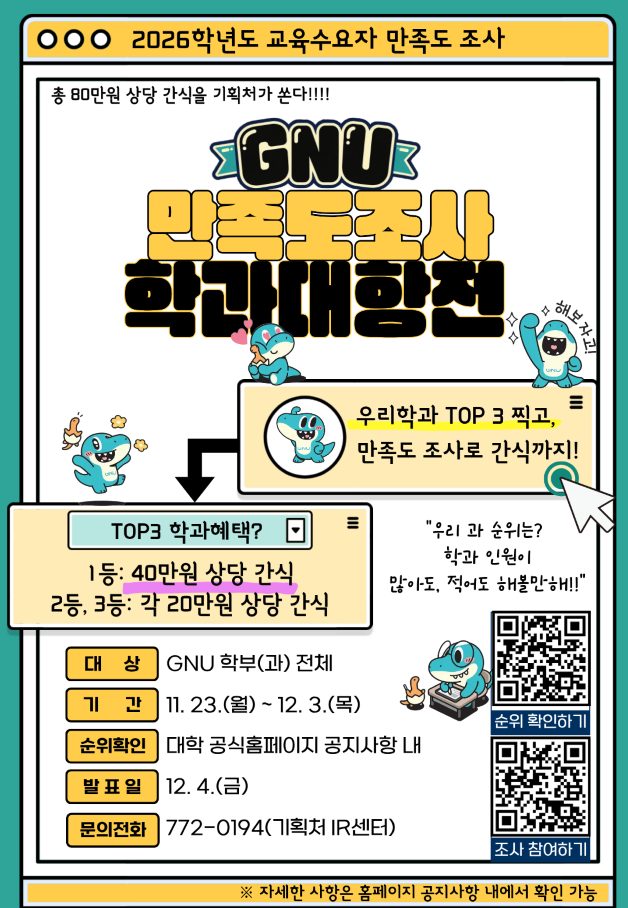 2026학년도 교육수요자 만족도 조사
총 80만원 상당 간식을 기획처가 쏜다!!!!
GNU
만족도조사
학과대항전
해보자고!
우리학과 TOP 3 찍고,
만족도 조사로 간식까지!
TOP3 학과혜택?
1등: 40만원 상당 간식
2등, 3등: 각 20만원 상당 간식
"우리 과 순위는?
학과 인원이
많아도, 적어도 해볼만해!!"
대 상 GNU 학부(과) 전체
기 간 11. 23.(월) ~ 12. 3.(목)
순위확인 대학 공식홈페이지 공지사항 내
발 표 일 12. 4.(금)
문의전화 772-0194(기획처 IR센터)
순위 확인하기
조사 참여하기
※ 자세한 사항은 홈페이지 공지사항 내에서 확인 가능